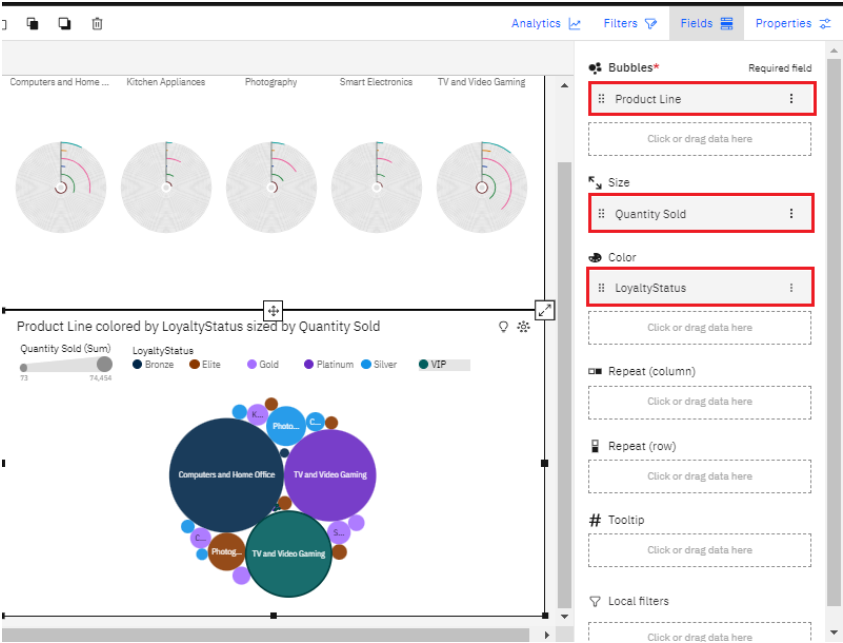 Analytics Filters Fields Properties
Bubbles* Required field
Product Line
Click or drag data here
Size
Quantity Sold
Color
LoyaltyStatus
Click or drag data here
Repeat (column)
Click or drag data here
Repeat (row)
Click or drag data here
# Tooltip
Click or drag data here
Local filters
Click or drag data here
Computers and Home ... Kitchen Appliances Photography Smart Electronics TV and Video Gaming
Product Line colored by LoyaltyStatus sized by Quantity Sold
Quantity Sold (Sum) LoyaltyStatus
Bronze Elite Gold Platinum Silver VIP
73 74,454
K...
Photo... C...
Computers and Home Office TV and Video Gaming
C... S...
Photog... TV and Video Gaming